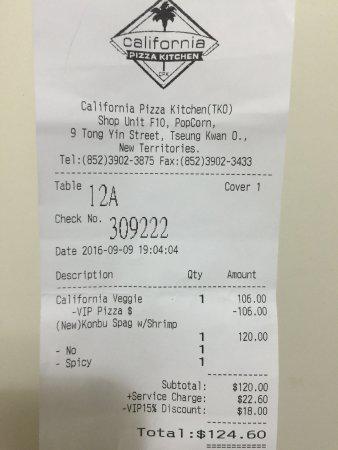 California
PIZZA KITCHEN
CPK
California Pizza Kitchen(TKO)
Shop Unit F10, PopCorn,
9 Tong Yin Street, Tseung Kwan O.,
New Territories.
Tel:(852)3902-3875 Fax:(852)3902-3433
Table 12A Cover 1
Check No. 309222
Date 2016-09-09 19:04:04
Description Qty Amount
California Veggie 1 106.00
-VIP Pizza $ -106.00
(New)Konbu Spag w/Shrimp
1 120.00
- No 1
- Spicy 1
Subtotal: $120.00
+Service Charge: $22.60
-VIP15% Discount: $18.00
Total:$124.60